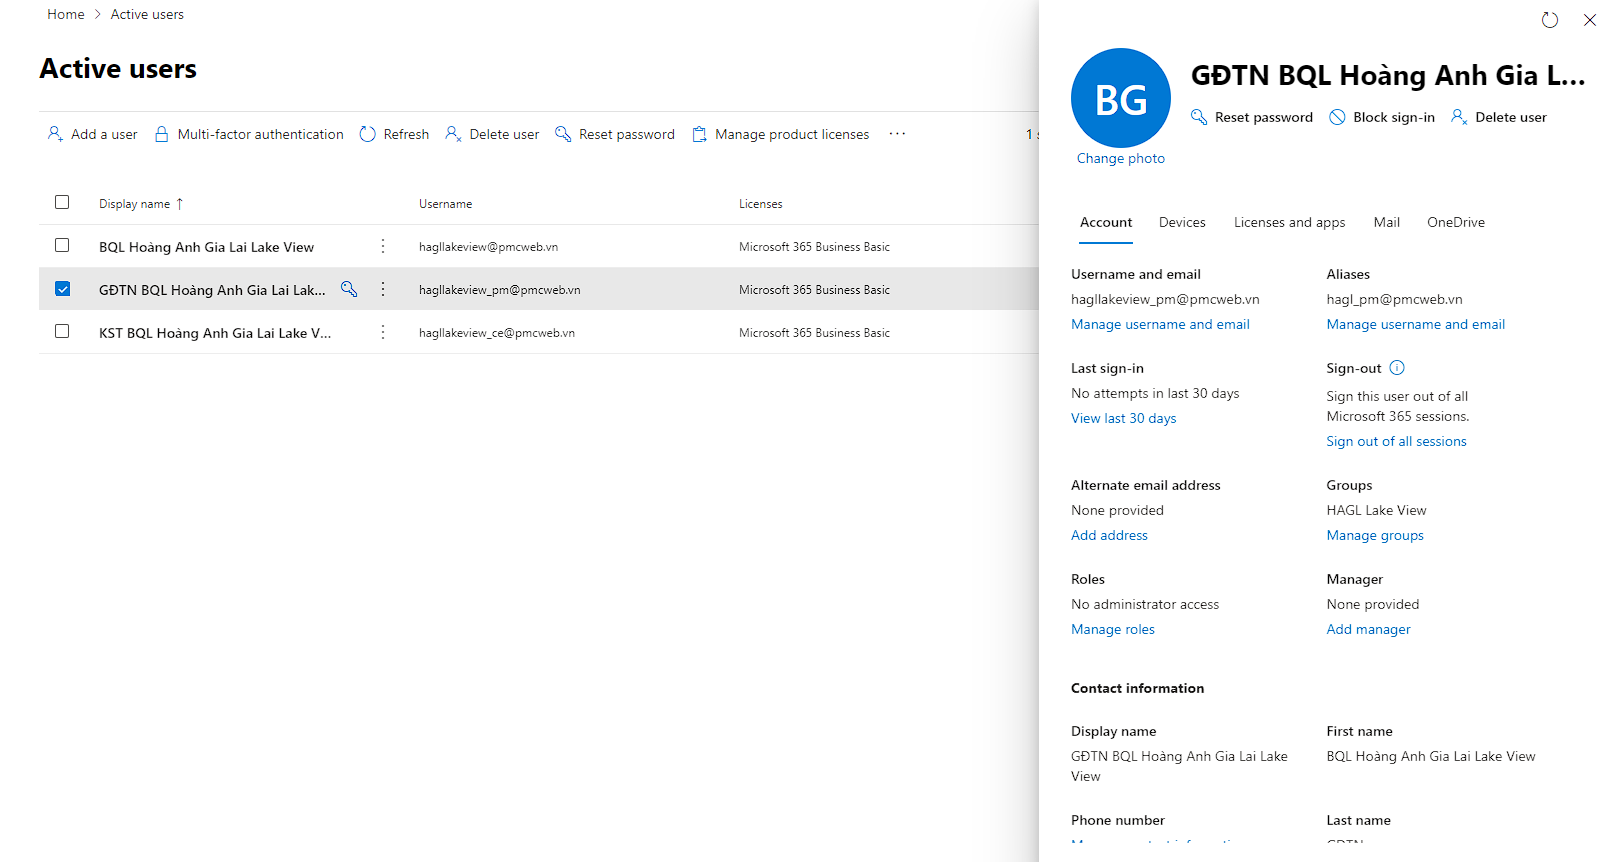 Home > Active users
Active users
Add a user Multi-factor authentication Refresh Delete user Reset password Manage product licenses ··· 1
Display name ↑ Username Licenses
BQL Hoàng Anh Gia Lai Lake View hagllakeview@pmcweb.vn Microsoft 365 Business Basic
GĐTN BQL Hoàng Anh Gia Lai Lak... hagllakeview_pm@pmcweb.vn Microsoft 365 Business Basic
KST BQL Hoàng Anh Gia Lai Lake V... hagllakeview_ce@pmcweb.vn Microsoft 365 Business Basic
BG
GĐTN BQL Hoàng Anh Gia L...
Reset password Block sign-in Delete user
Change photo
Account Devices Licenses and apps Mail OneDrive
Username and email
hagllakeview_pm@pmcweb.vn
Manage username and email
Aliases
hagl_pm@pmcweb.vn
Manage username and email
Last sign-in
No attempts in last 30 days
View last 30 days
Sign-out
Sign this user out of all
Microsoft 365 sessions.
Sign out of all sessions
Alternate email address
None provided
Add address
Groups
HAGL Lake View
Manage groups
Roles
No administrator access
Manage roles
Manager
None provided
Add manager
Contact information
Display name
GĐTN BQL Hoàng Anh Gia Lai Lake
View
First name
BQL Hoàng Anh Gia Lai Lake View
Phone number
Last name
GĐTN